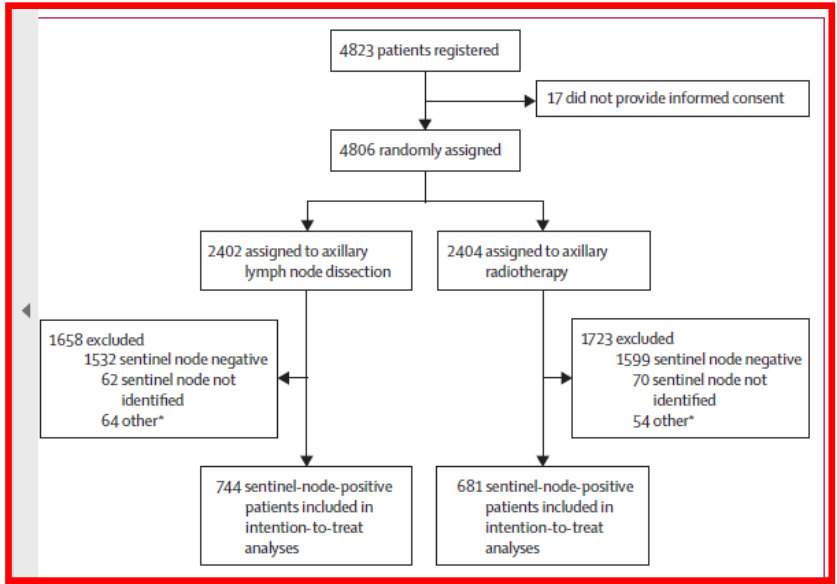 4823 patients registered
17 did not provide informed consent
4806 randomly assigned
2402 assigned to axillary
lymph node dissection
2404 assigned to axillary
radiotherapy
1658 excluded
1532 sentinel node negative
62 sentinel node not
identified
64 other*
1723 excluded
1599 sentinel node negative
70 sentinel node not
identified
54 other*
744 sentinel-node-positive
patients included in
intention-to-treat
analyses
681 sentinel-node-positive
patients included in
intention-to-treat
analyses